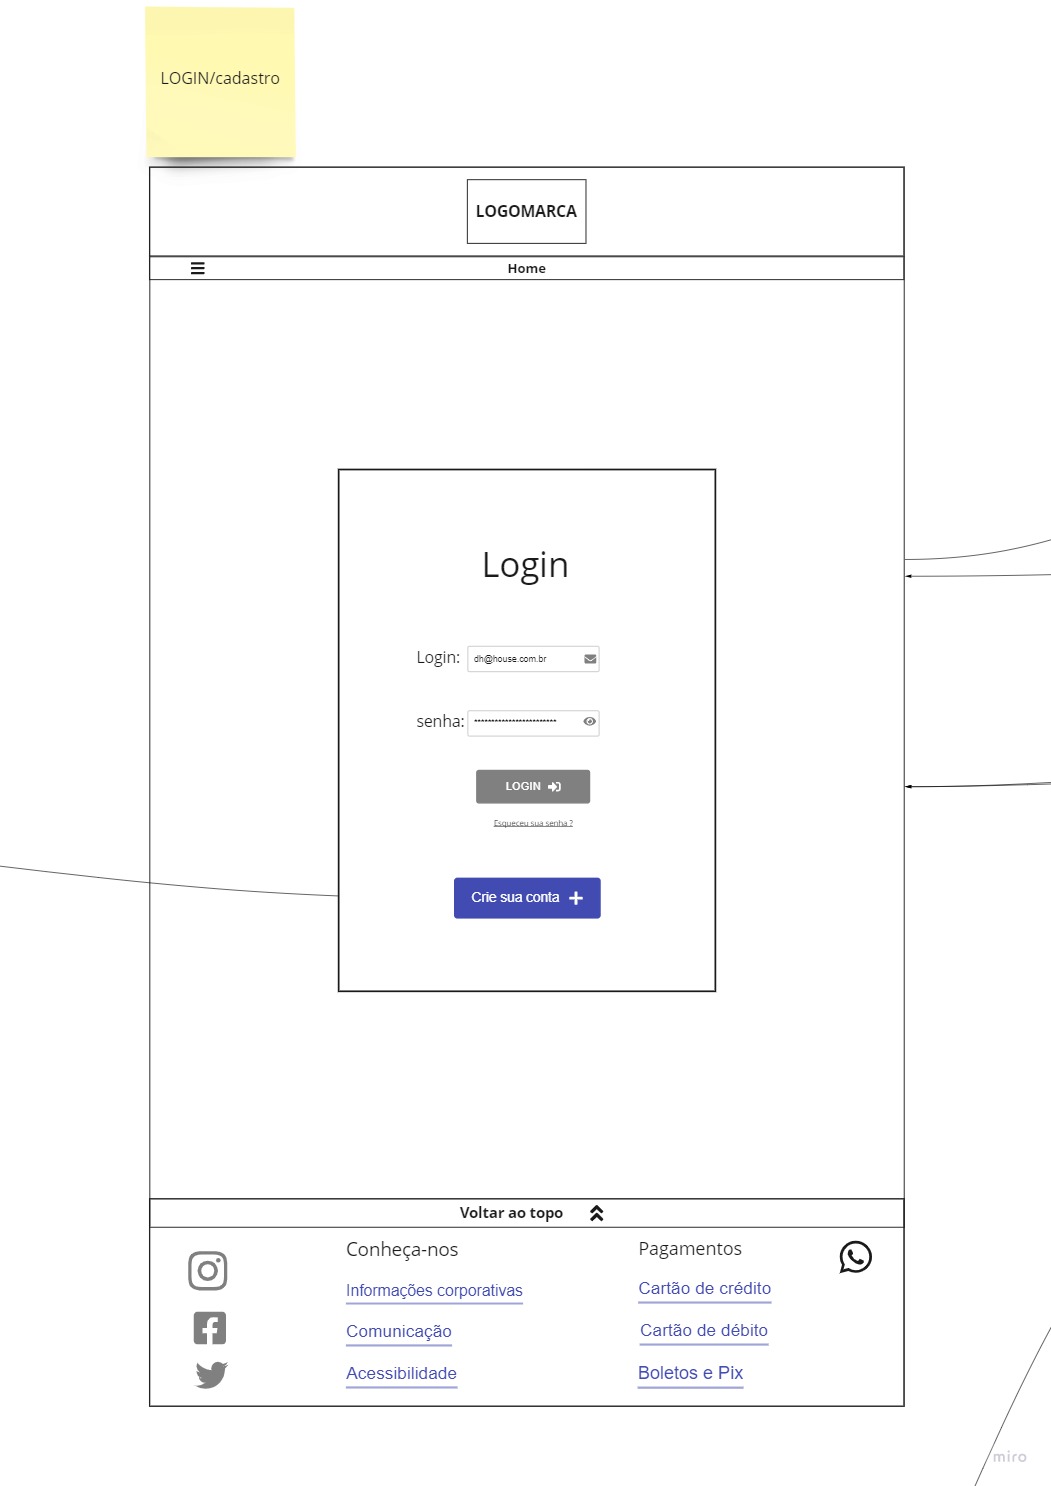 LOGIN/cadastro
LOGOMARCA
Home
Login
Login: dh@house.com.br
senha: ************************
LOGIN
Esqueceu sua senha ?
Crie sua conta
Voltar ao topo
Conheça-nos
Informações corporativas
Comunicação
Acessibilidade
Pagamentos
Cartão de crédito
Cartão de débito
Boletos e Pix
miro